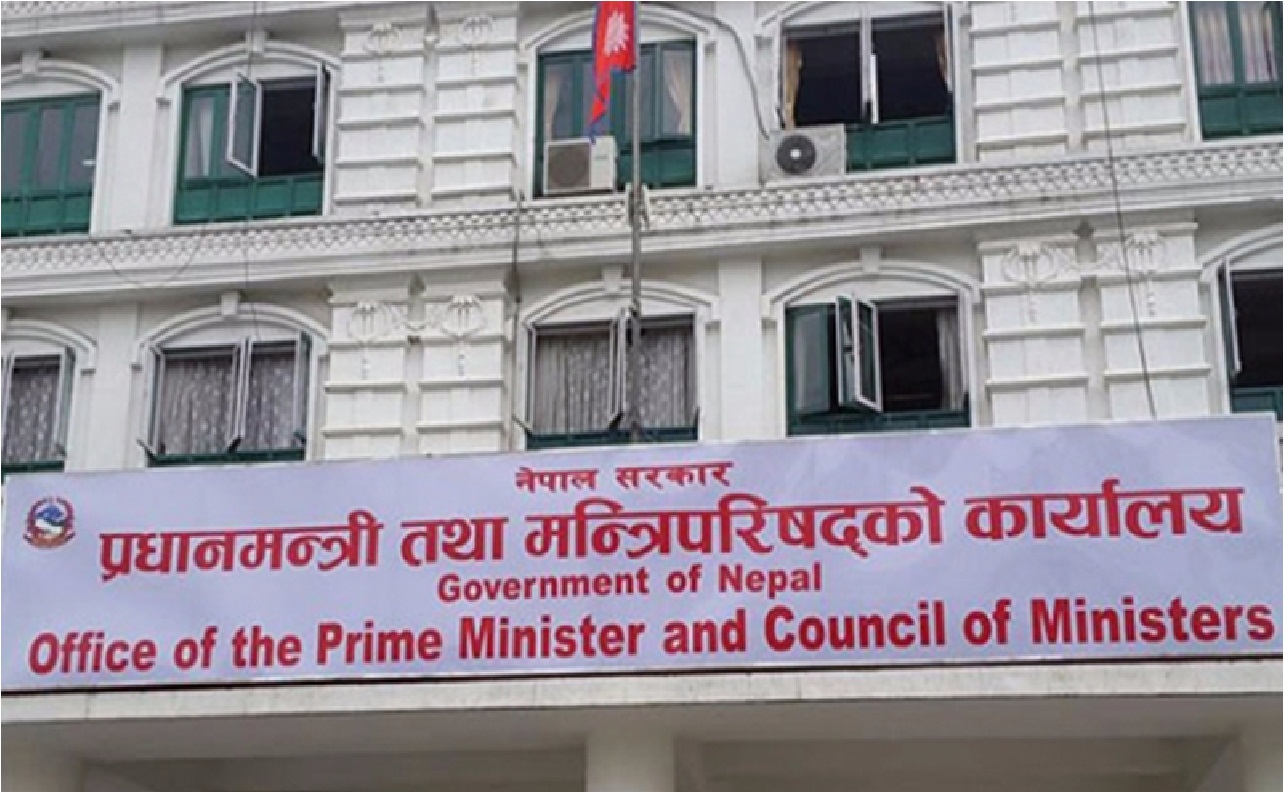 नेपाल सरकार
प्रधानमन्त्री तथा मन्त्रिपरिषद्को कार्यालय
Government of Nepal
Office of the Prime Minister and Council of Ministers